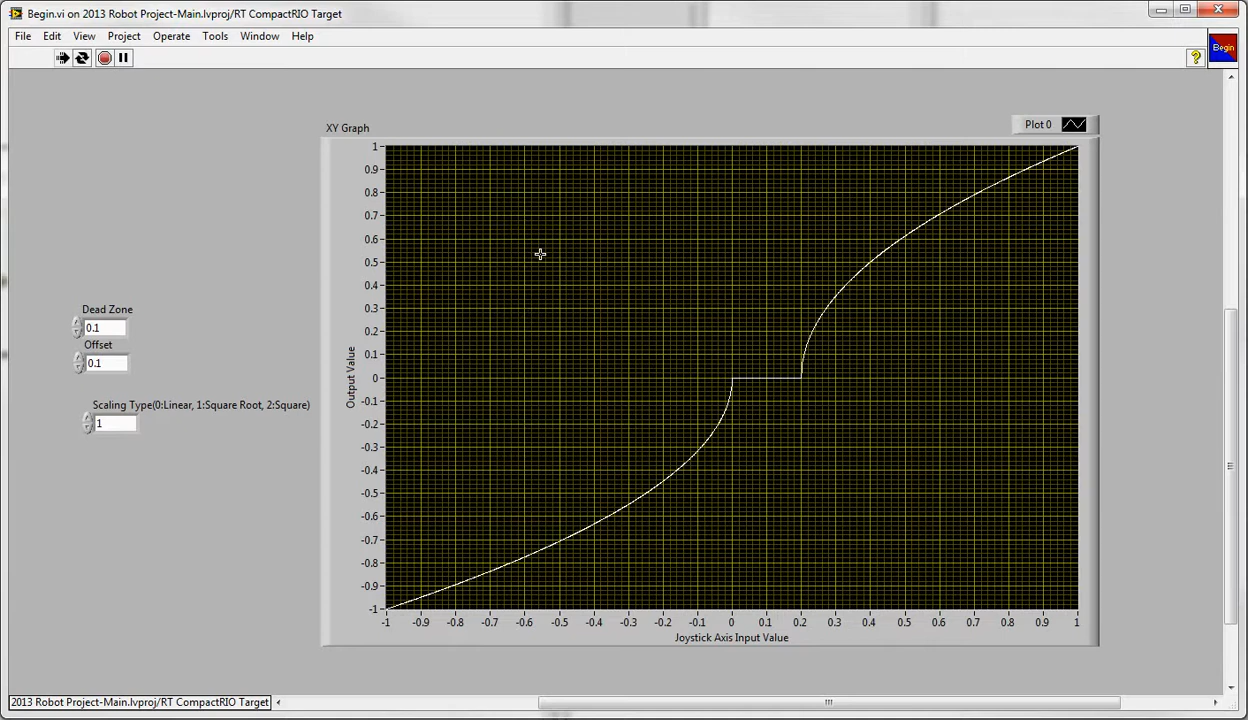 Begin.vi on 2013 Robot Project-Main.lvproj/RT CompactRIO Target
File Edit View Project Operate Tools Window Help
? Begin
XY Graph
Plot 0
Dead Zone
0.1
Offset
0.1
Scaling Type(0:Linear, 1:Square Root, 2:Square)
1
Output Value
1
0.9
0.8
0.7
0.6
0.5
0.4
0.3
0.2
0.1
0
-0.1
-0.2
-0.3
-0.4
-0.5
-0.6
-0.7
-0.8
-0.9
-1
-1 -0.9 -0.8 -0.7 -0.6 -0.5 -0.4 -0.3 -0.2 -0.1 0 0.1 0.2 0.3 0.4 0.5 0.6 0.7 0.8 0.9 1
Joystick Axis Input Value
2013 Robot Project-Main.lvproj/RT CompactRIO Target